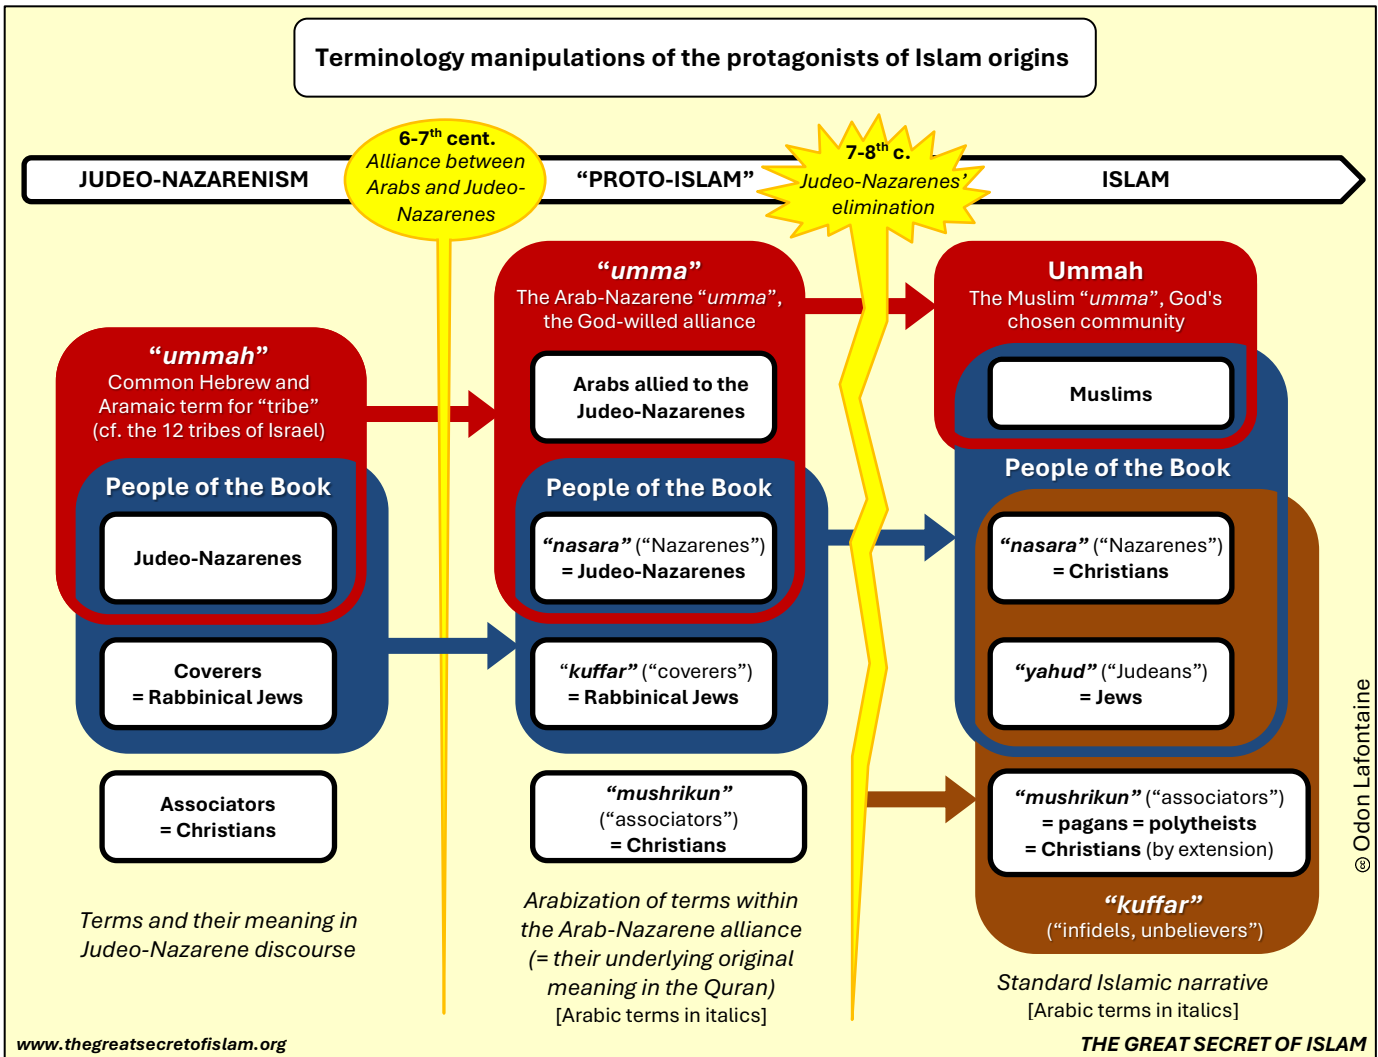 Terminology manipulations of the protagonists of Islam origins
6-7th cent.
Alliance between
Arabs and Judeo-
Nazarenes
7-8th c.
Judeo-Nazarenes’
elimination
JUDEO-NAZARENISM
“PROTO-ISLAM”
ISLAM
“ummah”
Common Hebrew and
Aramaic term for “tribe”
(cf. the 12 tribes of Israel)
People of the Book
Judeo-Nazarenes
Coverers
= Rabbinical Jews
Associators
= Christians
Terms and their meaning in
Judeo-Nazarene discourse
“umma”
The Arab-Nazarene “umma”,
the God-willed alliance
Arabs allied to the
Judeo-Nazarenes
People of the Book
“nasara” (“Nazarenes”)
= Judeo-Nazarenes
“kuffar” (“coverers”)
= Rabbinical Jews
“mushrikun”
(“associators”)
= Christians
Arabization of terms within
the Arab-Nazarene alliance
(= their underlying original
meaning in the Quran)
[Arabic terms in italics]
Ummah
The Muslim “umma”, God's
chosen community
Muslims
People of the Book
“nasara” (“Nazarenes”)
= Christians
“yahud” (“Judeans”)
= Jews
“mushrikun” (“associators”)
= pagans = polytheists
= Christians (by extension)
“kuffar”
(“infidels, unbelievers”)
Standard Islamic narrative
[Arabic terms in italics]
© Odon Lafontaine
www.thegreatsecretofislam.org
THE GREAT SECRET OF ISLAM